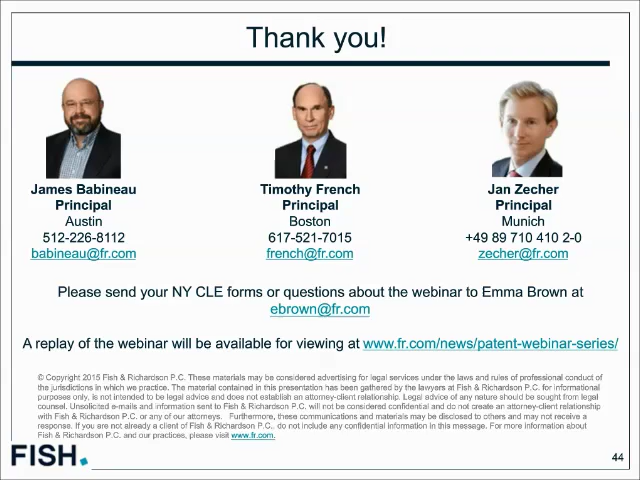 Thank you!
James Babineau
Principal
Austin
512-226-8112
babineau@fr.com
Timothy French
Principal
Boston
617-521-7015
french@fr.com
Jan Zecher
Principal
Munich
+49 89 710 410 2-0
zecher@fr.com
Please send your NY CLE forms or questions about the webinar to Emma Brown at
ebrown@fr.com
A replay of the webinar will be available for viewing at www.fr.com/news/patent-webinar-series/
© Copyright 2015 Fish & Richardson P.C. These materials may be considered advertising for legal services under the laws and rules of professional conduct of
the jurisdictions in which we practice. The material contained in this presentation has been gathered by the lawyers at Fish & Richardson P.C. for informational
purposes only, is not intended to be legal advice and does not establish an attorney-client relationship. Legal advice of any nature should be sought from legal
counsel. Unsolicited e-mails and information sent to Fish & Richardson P.C. will not be considered confidential and do not create an attorney-client relationship
with Fish & Richardson P.C. or any of our attorneys. Furthermore, these communications and materials may be disclosed to others and may not receive a
response. If you are not already a client of Fish & Richardson P.C., do not include any confidential information in this message. For more information about
Fish & Richardson P.C. and our practices, please visit www.fr.com.
FISH.
44